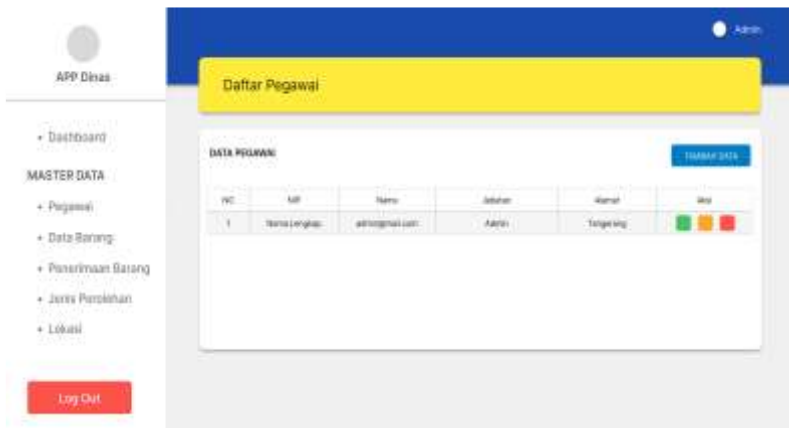 Admin
APP Dinas
Daftar Pegawai
Dashboard
DATA PEGAWAI
TAMBAH DATA
MASTER DATA
NO NIP Nama Jabatan Alamat Aksi
1 Nama Lengkap admin@gmail.com Admin Tangerang
Pegawai
Data Barang
Penerimaan Barang
Jenis Perolehan
Lokasi
Log Out